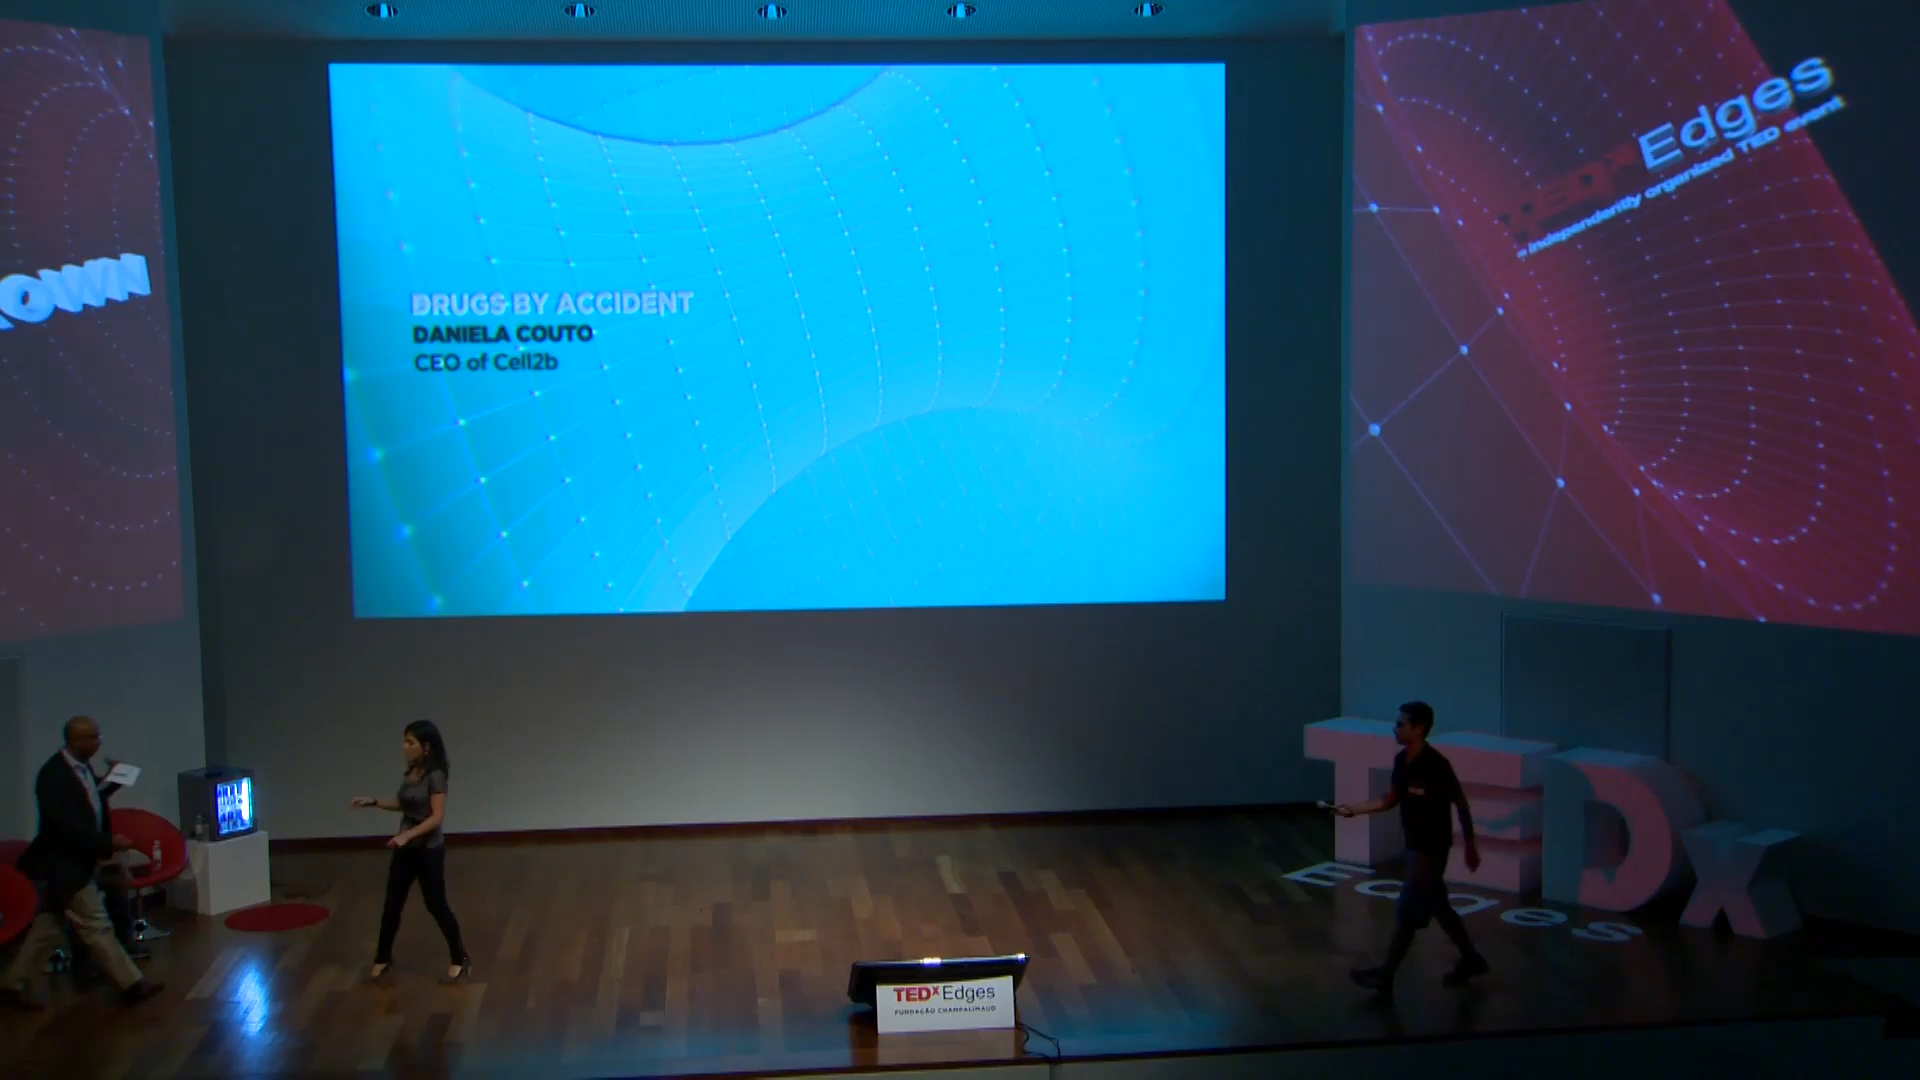 OWN
DRUGS BY ACCIDENT
DANIELA COUTO
CEO of Cell2b
TEDx Edges
independently organized TED event
TEDx
Edges
TEDx Edges
FUNDAÇÃO CHAMPALIMAUD